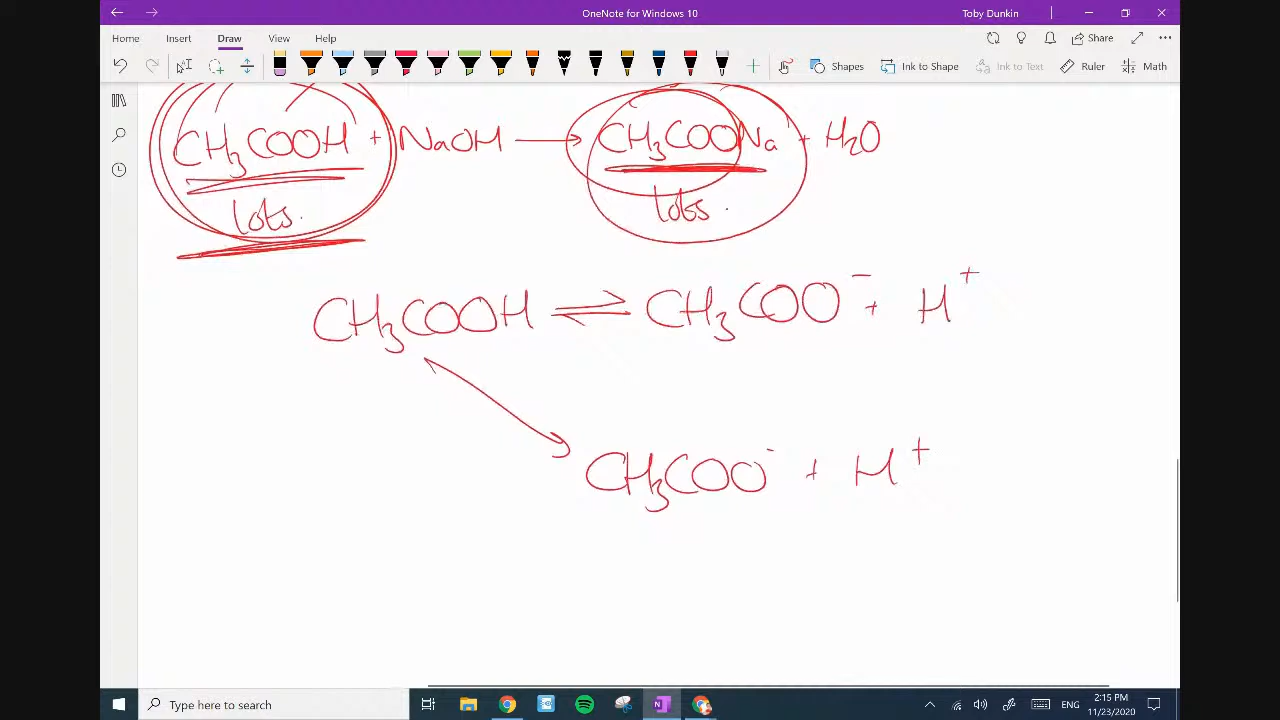 OneNote for Windows 10
Toby Dunkin
Home Insert Draw View Help
Share
Shapes Ink to Shape Ink to Text Ruler Math
CH₃COOH + NaOH → CH₃COONa + H₂O
lots. lots
CH₃COOH ⇌ CH₃COO⁻ + H⁺
CH₃COO⁻ + H⁺
Type here to search
ENG
2:15 PM
11/23/2020